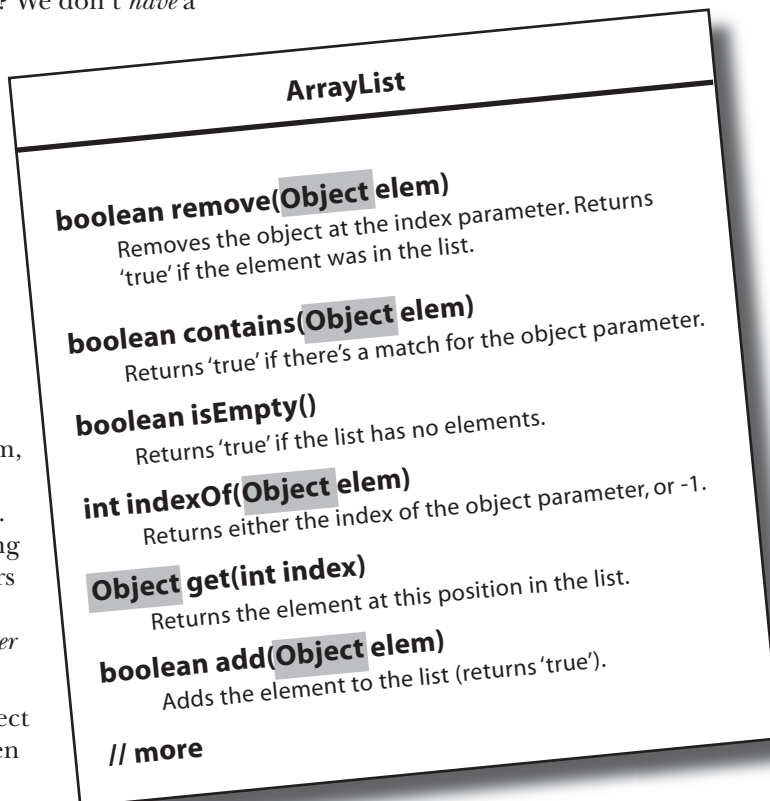 ? We don't have a
ArrayList
boolean remove(Object elem)
Removes the object at the index parameter. Returns
‘true’ if the element was in the list.
boolean contains(Object elem)
Returns ‘true’ if there's a match for the object parameter.
boolean isEmpty()
Returns ‘true’ if the list has no elements.
int indexOf(Object elem)
Returns either the index of the object parameter, or -1.
Object get(int index)
Returns the element at this position in the list.
boolean add(Object elem)
Adds the element to the list (returns ‘true’).
// more